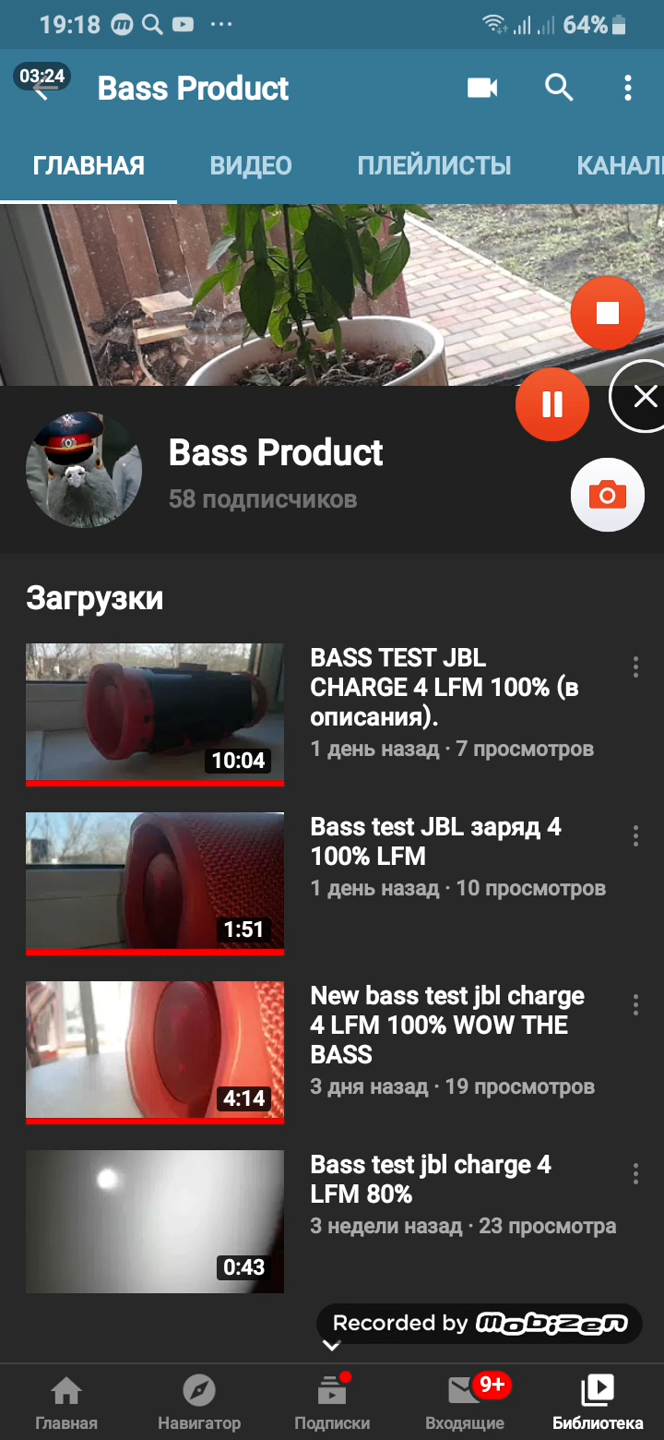 19:18 64%
03:24
Bass Product
ГЛАВНАЯ ВИДЕО ПЛЕЙЛИСТЫ КАНАЛ
Bass Product
58 подписчиков
Загрузки
BASS TEST JBL
CHARGE 4 LFM 100% (в
описания).
1 день назад · 7 просмотров
10:04
Bass test JBL заряд 4
100% LFM
1 день назад · 10 просмотров
1:51
New bass test jbl charge
4 LFM 100% WOW THE
BASS
3 дня назад · 19 просмотров
4:14
Bass test jbl charge 4
LFM 80%
3 недели назад · 23 просмотра
0:43
Recorded by mobizen
9+
Главная Навигатор Подписки Входящие Библиотека